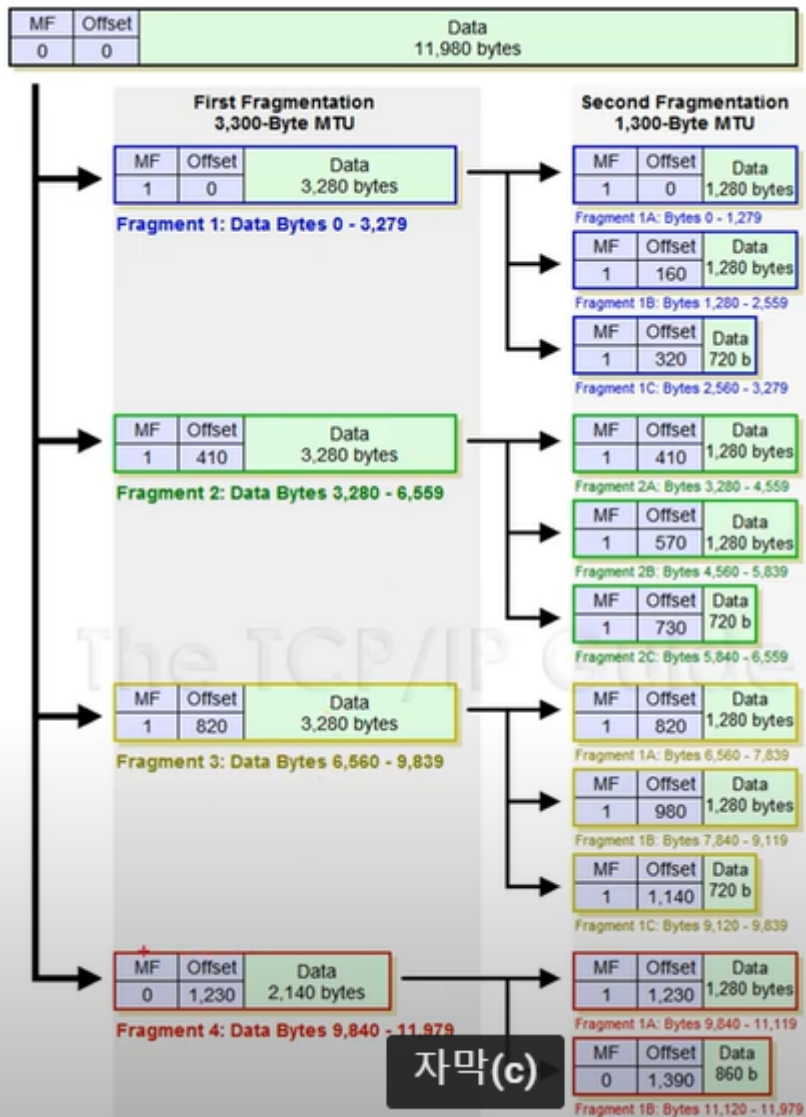 MF Offset Data
0 0 11,980 bytes
First Fragmentation
3,300-Byte MTU
Second Fragmentation
1,300-Byte MTU
MF Offset Data
1 0 3,280 bytes
Fragment 1: Data Bytes 0 - 3,279
MF Offset Data
1 0 1,280 bytes
Fragment 1A: Bytes 0 - 1,279
MF Offset Data
1 160 1,280 bytes
Fragment 1B: Bytes 1,280 - 2,559
MF Offset Data
1 320 720 b
Fragment 1C: Bytes 2,560 - 3,279
MF Offset Data
1 410 3,280 bytes
Fragment 2: Data Bytes 3,280 - 6,559
MF Offset Data
1 410 1,280 bytes
Fragment 2A: Bytes 3,280 - 4,559
MF Offset Data
1 570 1,280 bytes
Fragment 2B: Bytes 4,560 - 5,839
MF Offset Data
1 730 720 b
Fragment 2C: Bytes 5,840 - 6,559
The TCP/IP Guide
MF Offset Data
1 820 3,280 bytes
Fragment 3: Data Bytes 6,560 - 9,839
MF Offset Data
1 820 1,280 bytes
Fragment 1A: Bytes 6,560 - 7,839
MF Offset Data
1 980 1,280 bytes
Fragment 1B: Bytes 7,840 - 9,119
MF Offset Data
1 1,140 720 b
Fragment 1C: Bytes 9,120 - 9,839
MF Offset Data
0 1,230 2,140 bytes
Fragment 4: Data Bytes 9,840 - 11,979
MF Offset Data
1 1,230 1,280 bytes
Fragment 1A: Bytes 9,840 - 11,119
MF Offset Data
0 1,390 860 b
Fragment 1B: Bytes 11,120 - 11,979
자막(c)